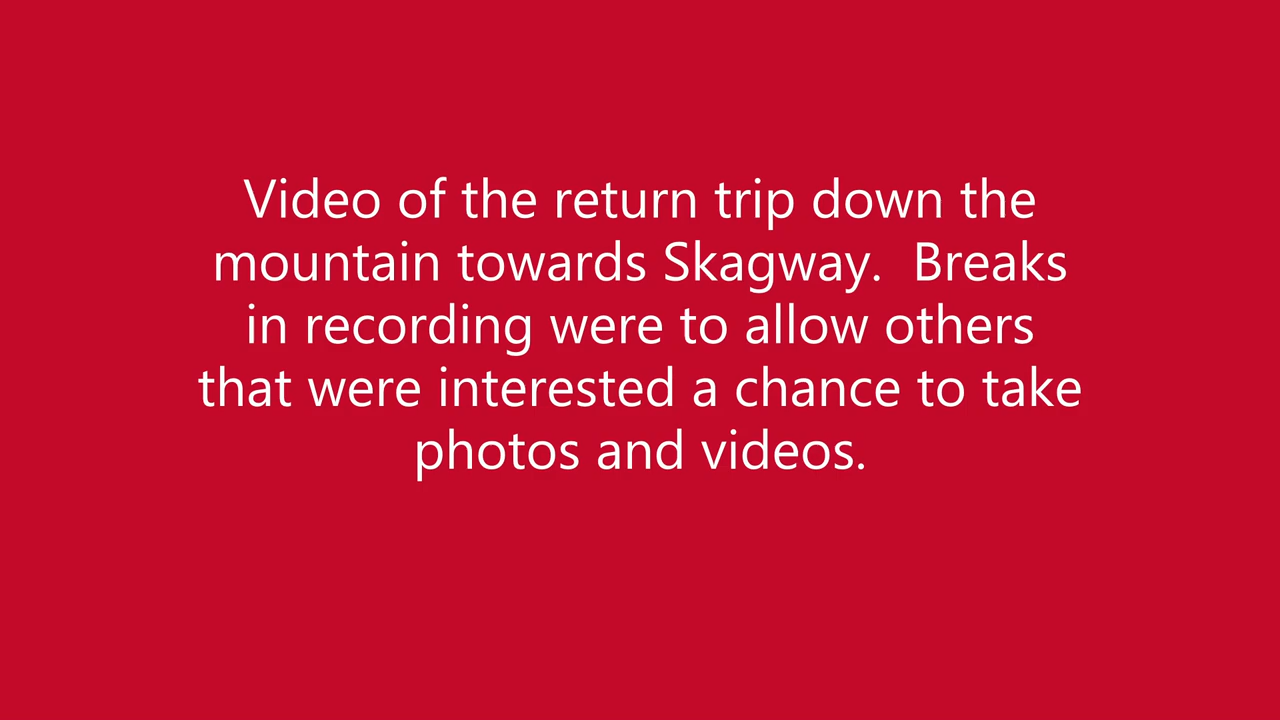 Video of the return trip down the
mountain towards Skagway.  Breaks
in recording were to allow others
that were interested a chance to take
photos and videos.